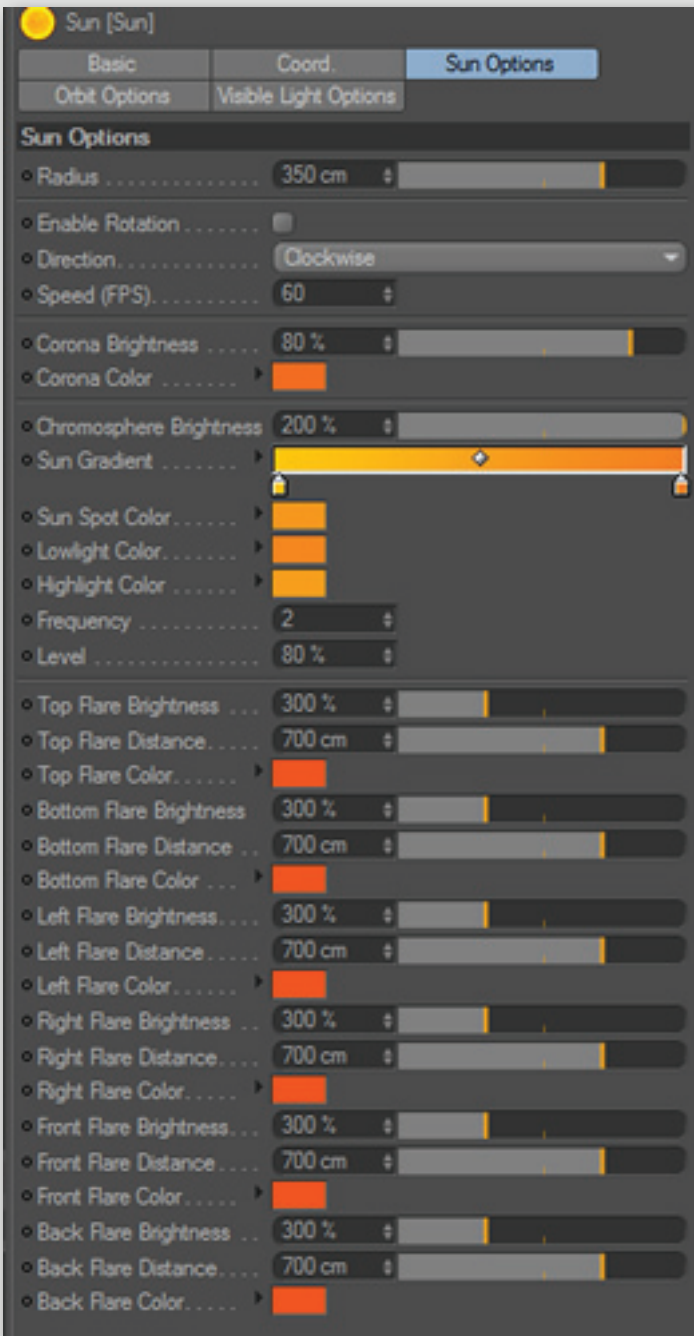 Sun [Sun]
Basic Coord. Sun Options
Orbit Options Visible Light Options
Sun Options
Radius .............. 350 cm
Enable Rotation .......
Direction............. Clockwise
Speed (FPS).......... 60
Corona Brightness ..... 80 %
Corona Color .......
Chromosphere Brightness 200 %
Sun Gradient .......
Sun Spot Color......
Lowlight Color.......
Highlight Color ......
Frequency ........... 2
Level ............... 80 %
Top Flare Brightness ... 300 %
Top Flare Distance..... 700 cm
Top Flare Color......
Bottom Flare Brightness 300 %
Bottom Flare Distance .. 700 cm
Bottom Flare Color ...
Left Flare Brightness.... 300 %
Left Flare Distance ..... 700 cm
Left Flare Color......
Right Flare Brightness .. 300 %
Right Flare Distance.... 700 cm
Right Flare Color.....
Front Flare Brightness... 300 %
Front Flare Distance .... 700 cm
Front Flare Color.....
Back Flare Brightness .. 300 %
Back Flare Distance.... 700 cm
Back Flare Color.....